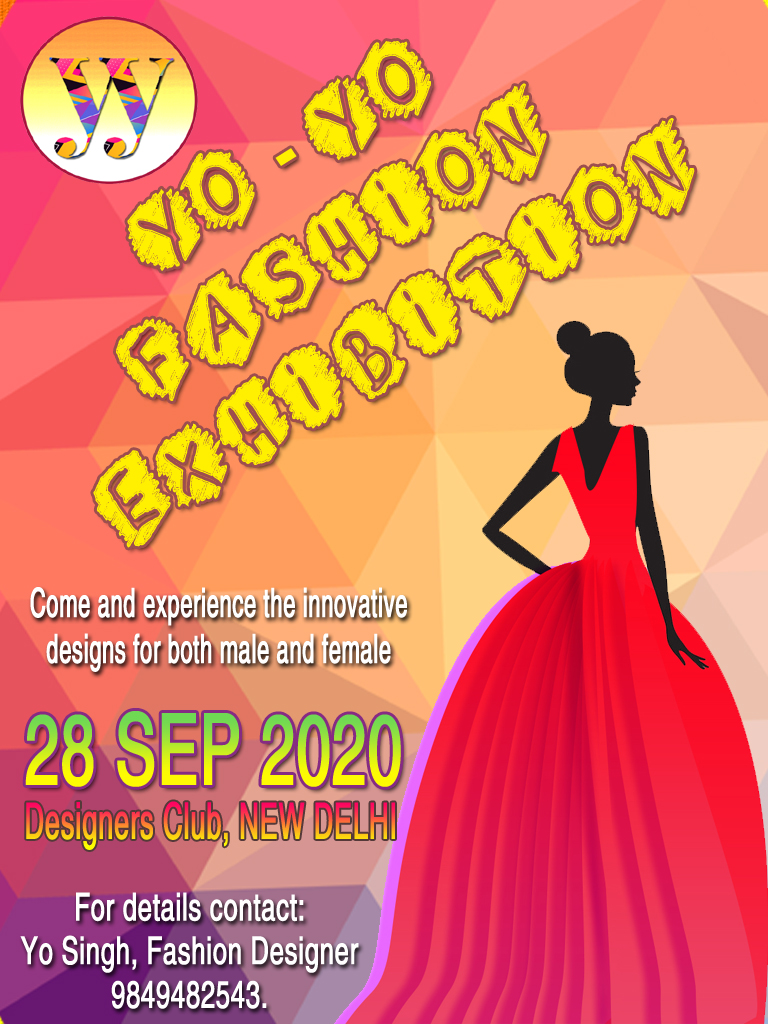 YY
YO - YO
FASHiON
EXHiBiTiON
Come and experience the innovative
designs for both male and female
28 SEP 2020
Designers Club, NEW DELHI
For details contact:
Yo Singh, Fashion Designer
9849482543.